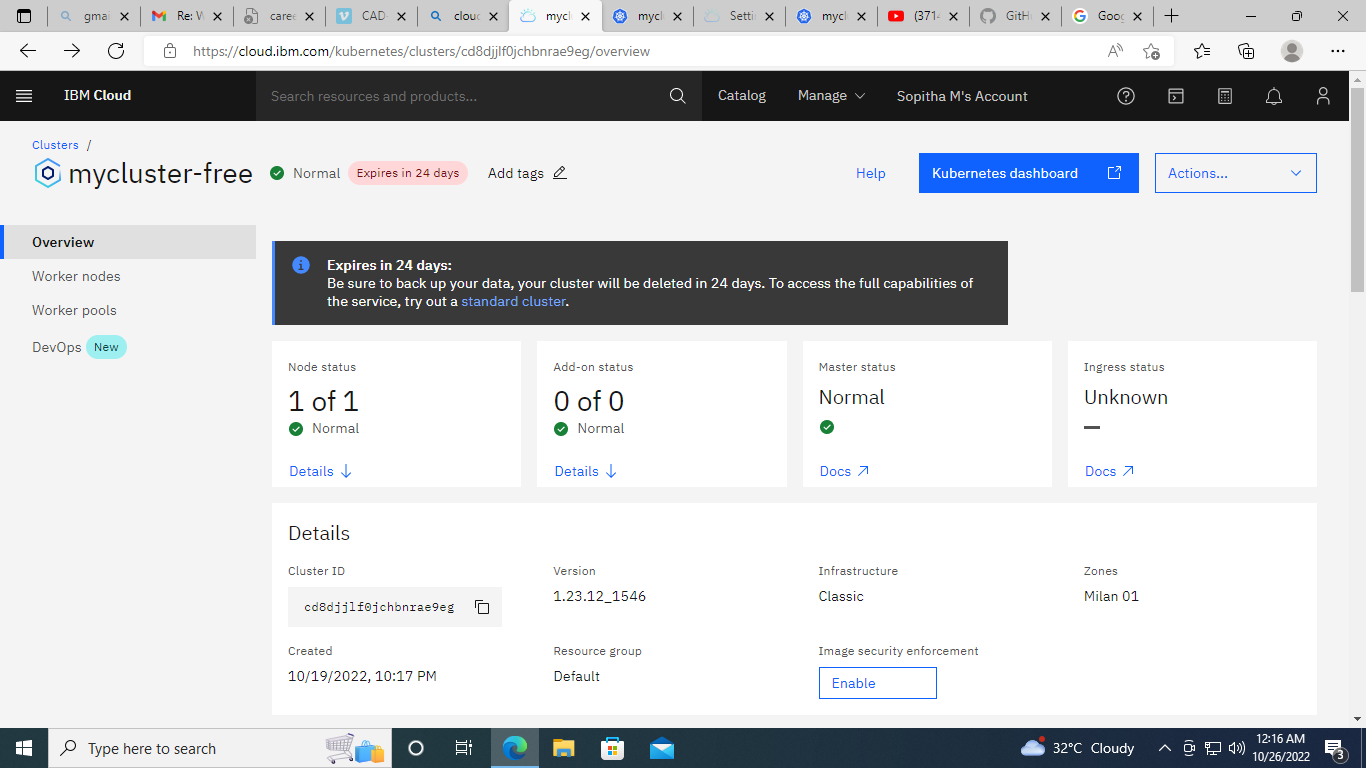 gmai
Re: W
caree
CAD-
cloud
myclu
myclu
Settin
myclu
(3714
GitHu
Goog
https://cloud.ibm.com/kubernetes/clusters/cd8djjlf0jchbnrae9eg/overview
IBM Cloud
Search resources and products...
Catalog
Manage
Sopitha M's Account
Clusters /
mycluster-free
Normal
Expires in 24 days
Add tags
Help
Kubernetes dashboard
Actions...
Overview
Worker nodes
Worker pools
DevOps New
Expires in 24 days:
Be sure to back up your data, your cluster will be deleted in 24 days. To access the full capabilities of
the service, try out a standard cluster.
Node status
1 of 1
Normal
Details
Add-on status
0 of 0
Normal
Details
Master status
Normal
Docs
Ingress status
Unknown
Docs
Details
Cluster ID
cd8djjlf0jchbnrae9eg
Version
1.23.12_1546
Infrastructure
Classic
Zones
Milan 01
Created
10/19/2022, 10:17 PM
Resource group
Default
Image security enforcement
Enable
Type here to search
32°C Cloudy
12:16 AM
10/26/2022
3